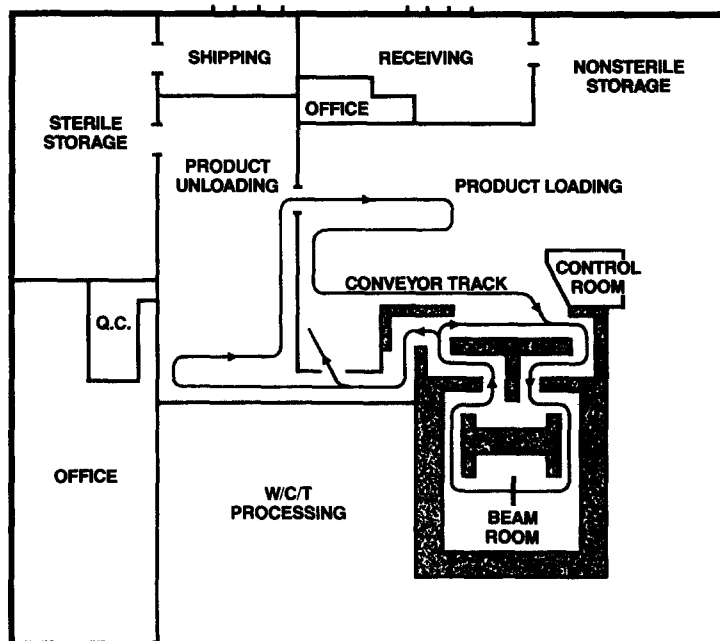 SHIPPING
RECEIVING
NONSTERILE
STORAGE
OFFICE
STERILE
STORAGE
PRODUCT
UNLOADING
PRODUCT LOADING
CONVEYOR TRACK
CONTROL
ROOM
Q.C.
OFFICE
W/C/T
PROCESSING
BEAM
ROOM